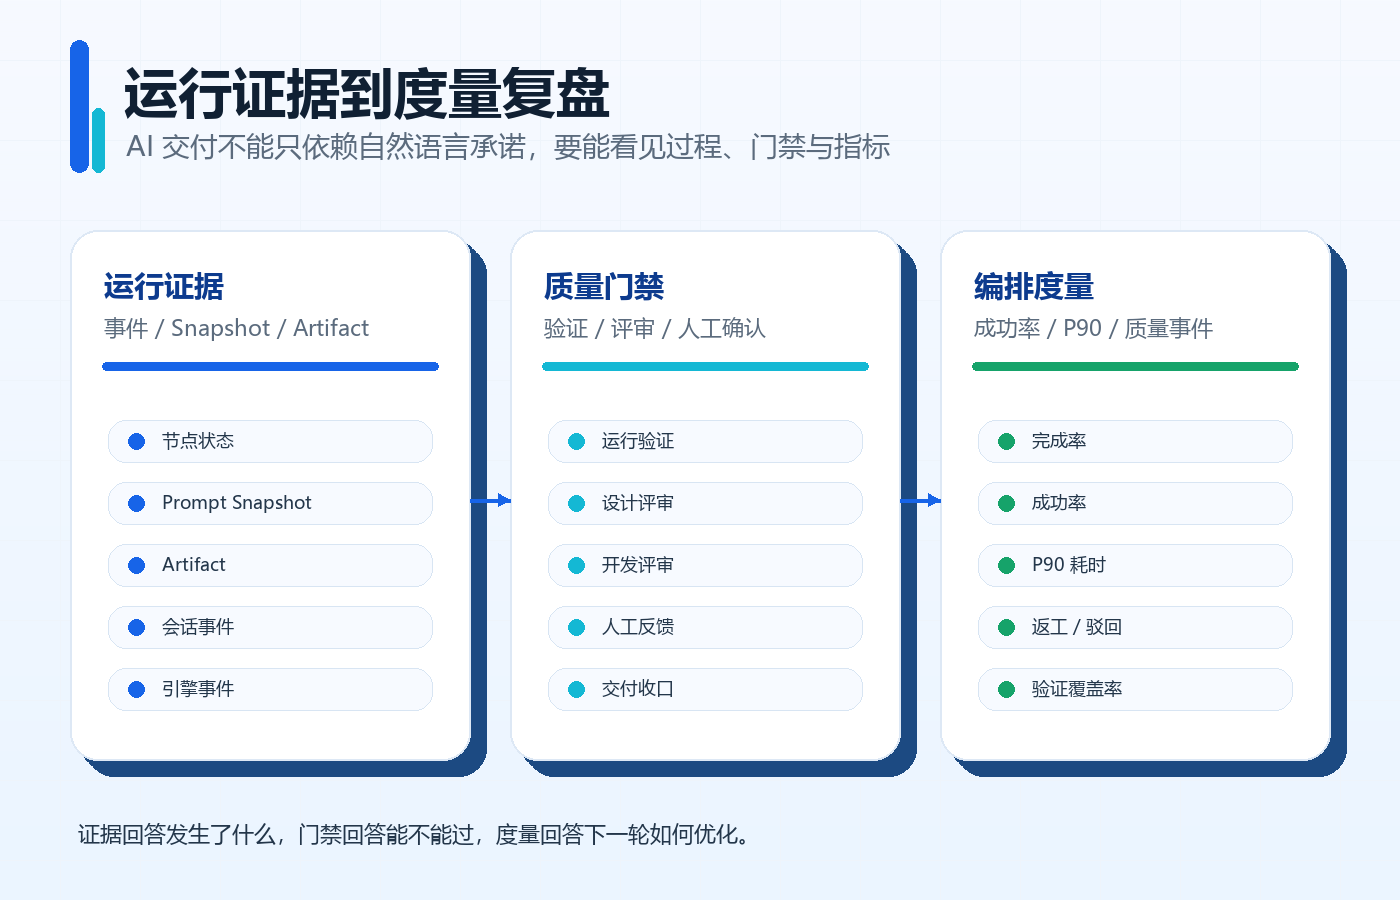 运行证据到度量复盘
AI 交付不能只依赖自然语言承诺，要能看见过程、门禁与指标
运行证据
事件 / Snapshot / Artifact
节点状态
Prompt Snapshot
Artifact
会话事件
引擎事件
质量门禁
验证 / 评审 / 人工确认
运行验证
设计评审
开发评审
人工反馈
交付收口
编排度量
成功率 / P90 / 质量事件
完成率
成功率
P90 耗时
返工 / 驳回
验证覆盖率
证据回答发生了什么，门禁回答能不能过，度量回答下一轮如何优化。